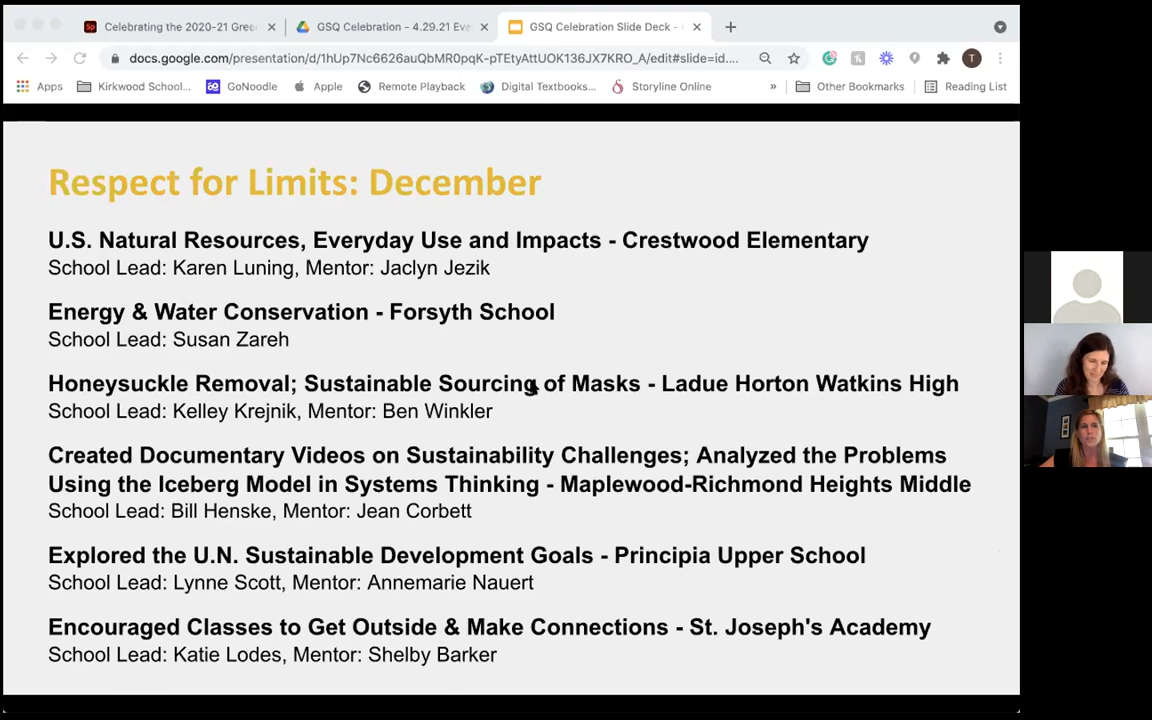 Celebrating the 2020-21 Gree
GSQ Celebration - 4.29.21 Eve
GSQ Celebration Slide Deck -
docs.google.com/presentation/d/1hUp7Nc6626auQbMR0pqK-pTEtyAttUOK136JX7KRO_A/edit#slide=id....
T
Apps
Kirkwood School...
GoNoodle
Apple
Remote Playback
Digital Textbooks...
Storyline Online
»
Other Bookmarks
Reading List
Respect for Limits: December
U.S. Natural Resources, Everyday Use and Impacts - Crestwood Elementary
School Lead: Karen Luning, Mentor: Jaclyn Jezik
Energy & Water Conservation - Forsyth School
School Lead: Susan Zareh
Honeysuckle Removal; Sustainable Sourcing of Masks - Ladue Horton Watkins High
School Lead: Kelley Krejnik, Mentor: Ben Winkler
Created Documentary Videos on Sustainability Challenges; Analyzed the Problems
Using the Iceberg Model in Systems Thinking - Maplewood-Richmond Heights Middle
School Lead: Bill Henske, Mentor: Jean Corbett
Explored the U.N. Sustainable Development Goals - Principia Upper School
School Lead: Lynne Scott, Mentor: Annemarie Nauert
Encouraged Classes to Get Outside & Make Connections - St. Joseph's Academy
School Lead: Katie Lodes, Mentor: Shelby Barker